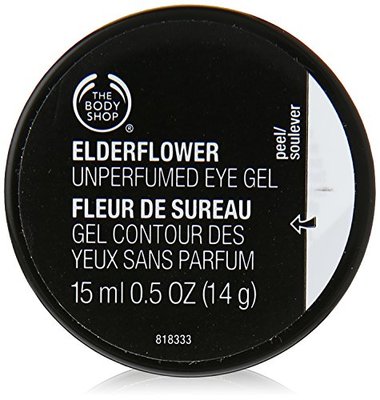 THE
BODY
SHOP
®
ELDERFLOWER
UNPERFUMED EYE GEL
FLEUR DE SUREAU
GEL CONTOUR DES
YEUX SANS PARFUM
15 ml 0.5 OZ (14 g)
818333
peel/
soulever